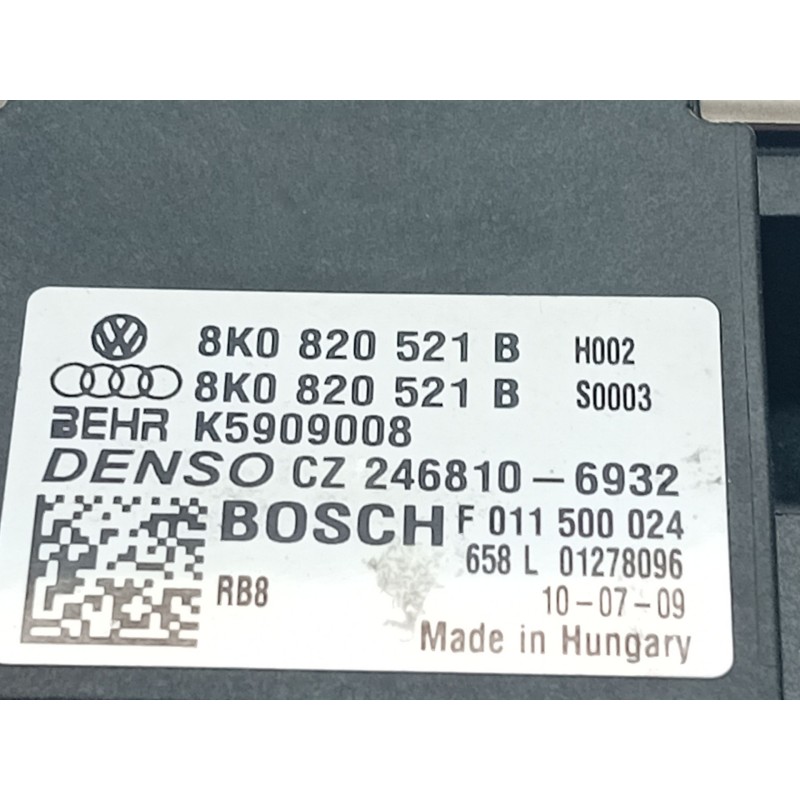 8K0 820 521 B H002
8K0 820 521 B S0003
BEHR K5909008
DENSO CZ 246810-6932
BOSCH F 011 500 024
658 L 01278096
RB8 10-07-09
Made in Hungary